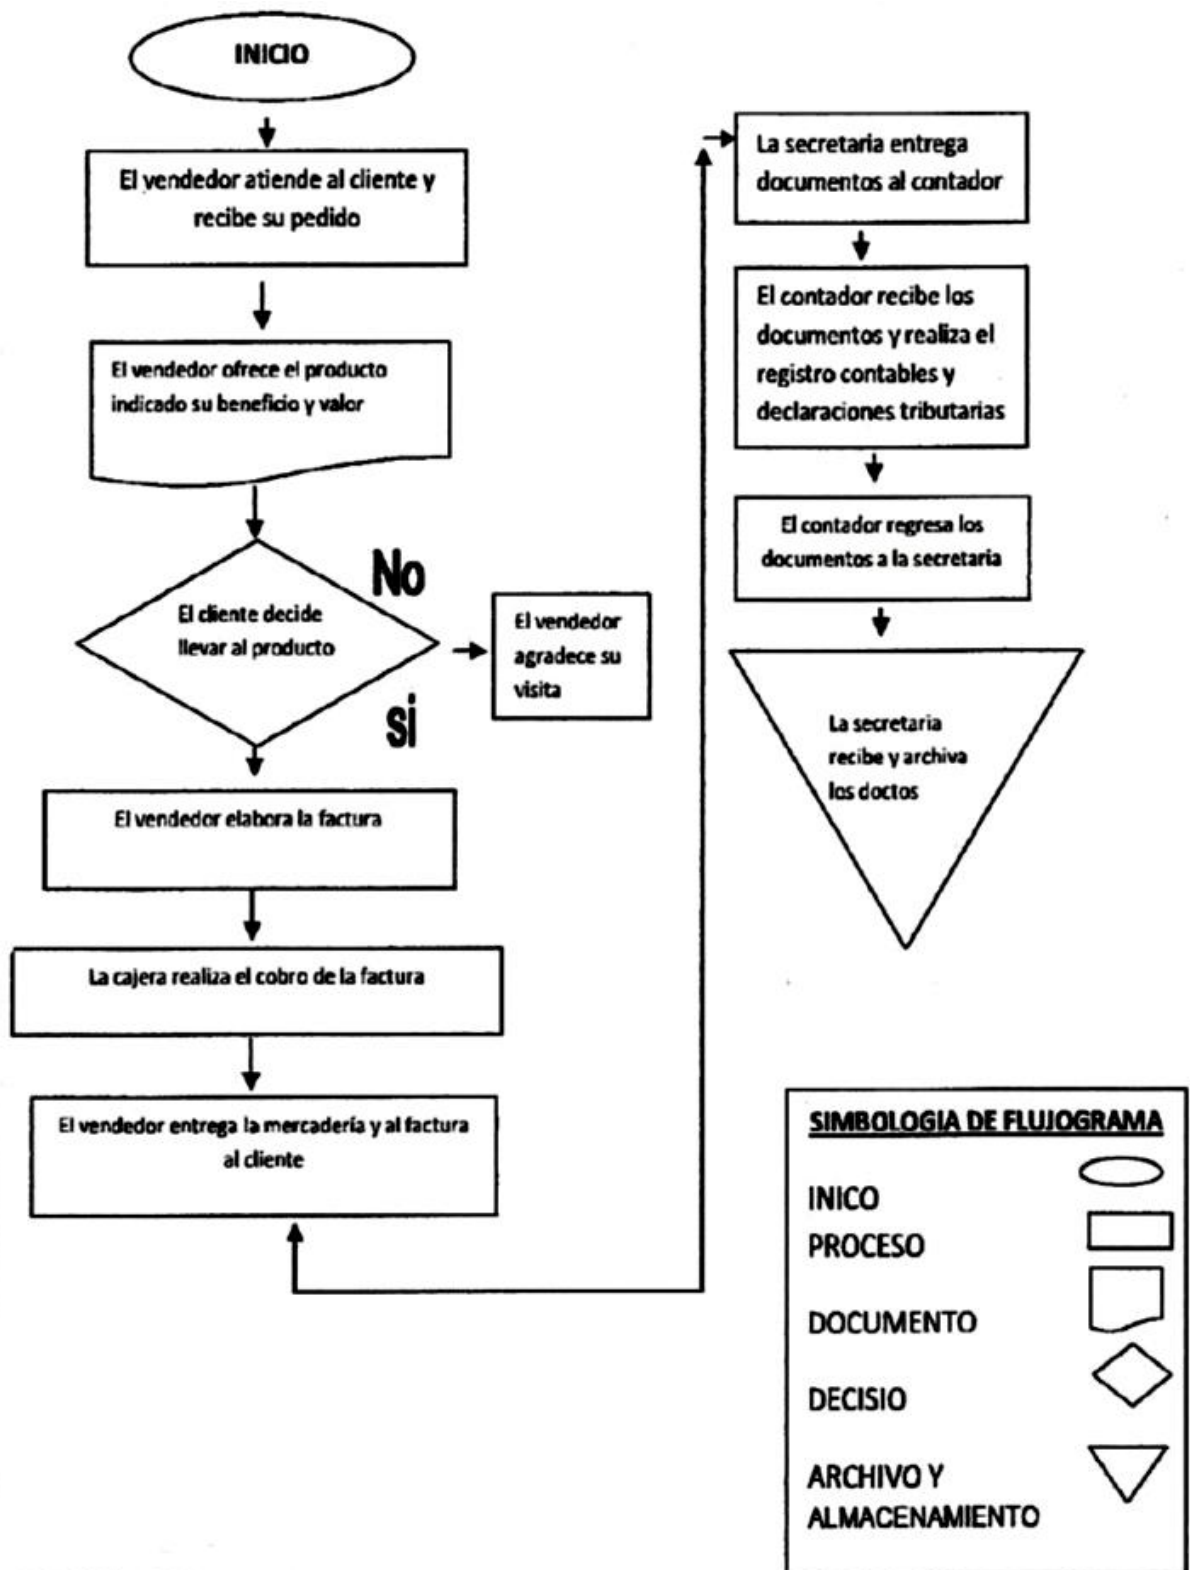 INICIO
El vendedor atiende al cliente y
recibe su pedido
El vendedor ofrece el producto
indicado su beneficio y valor
El cliente decide
llevar al producto
No
El vendedor
agradece su
visita
si
El vendedor elabora la factura
La cajera realiza el cobro de la factura
El vendedor entrega la mercadería y al factura
al cliente
La secretaria entrega
documentos al contador
El contador recibe los
documentos y realiza el
registro contables y
declaraciones tributarias
El contador regresa los
documentos a la secretaria
La secretaria
recibe y archiva
los doctos
SIMBOLOGIA DE FLUJOGRAMA
INICO
PROCESO
DOCUMENTO
DECISIO
ARCHIVO Y
ALMACENAMIENTO